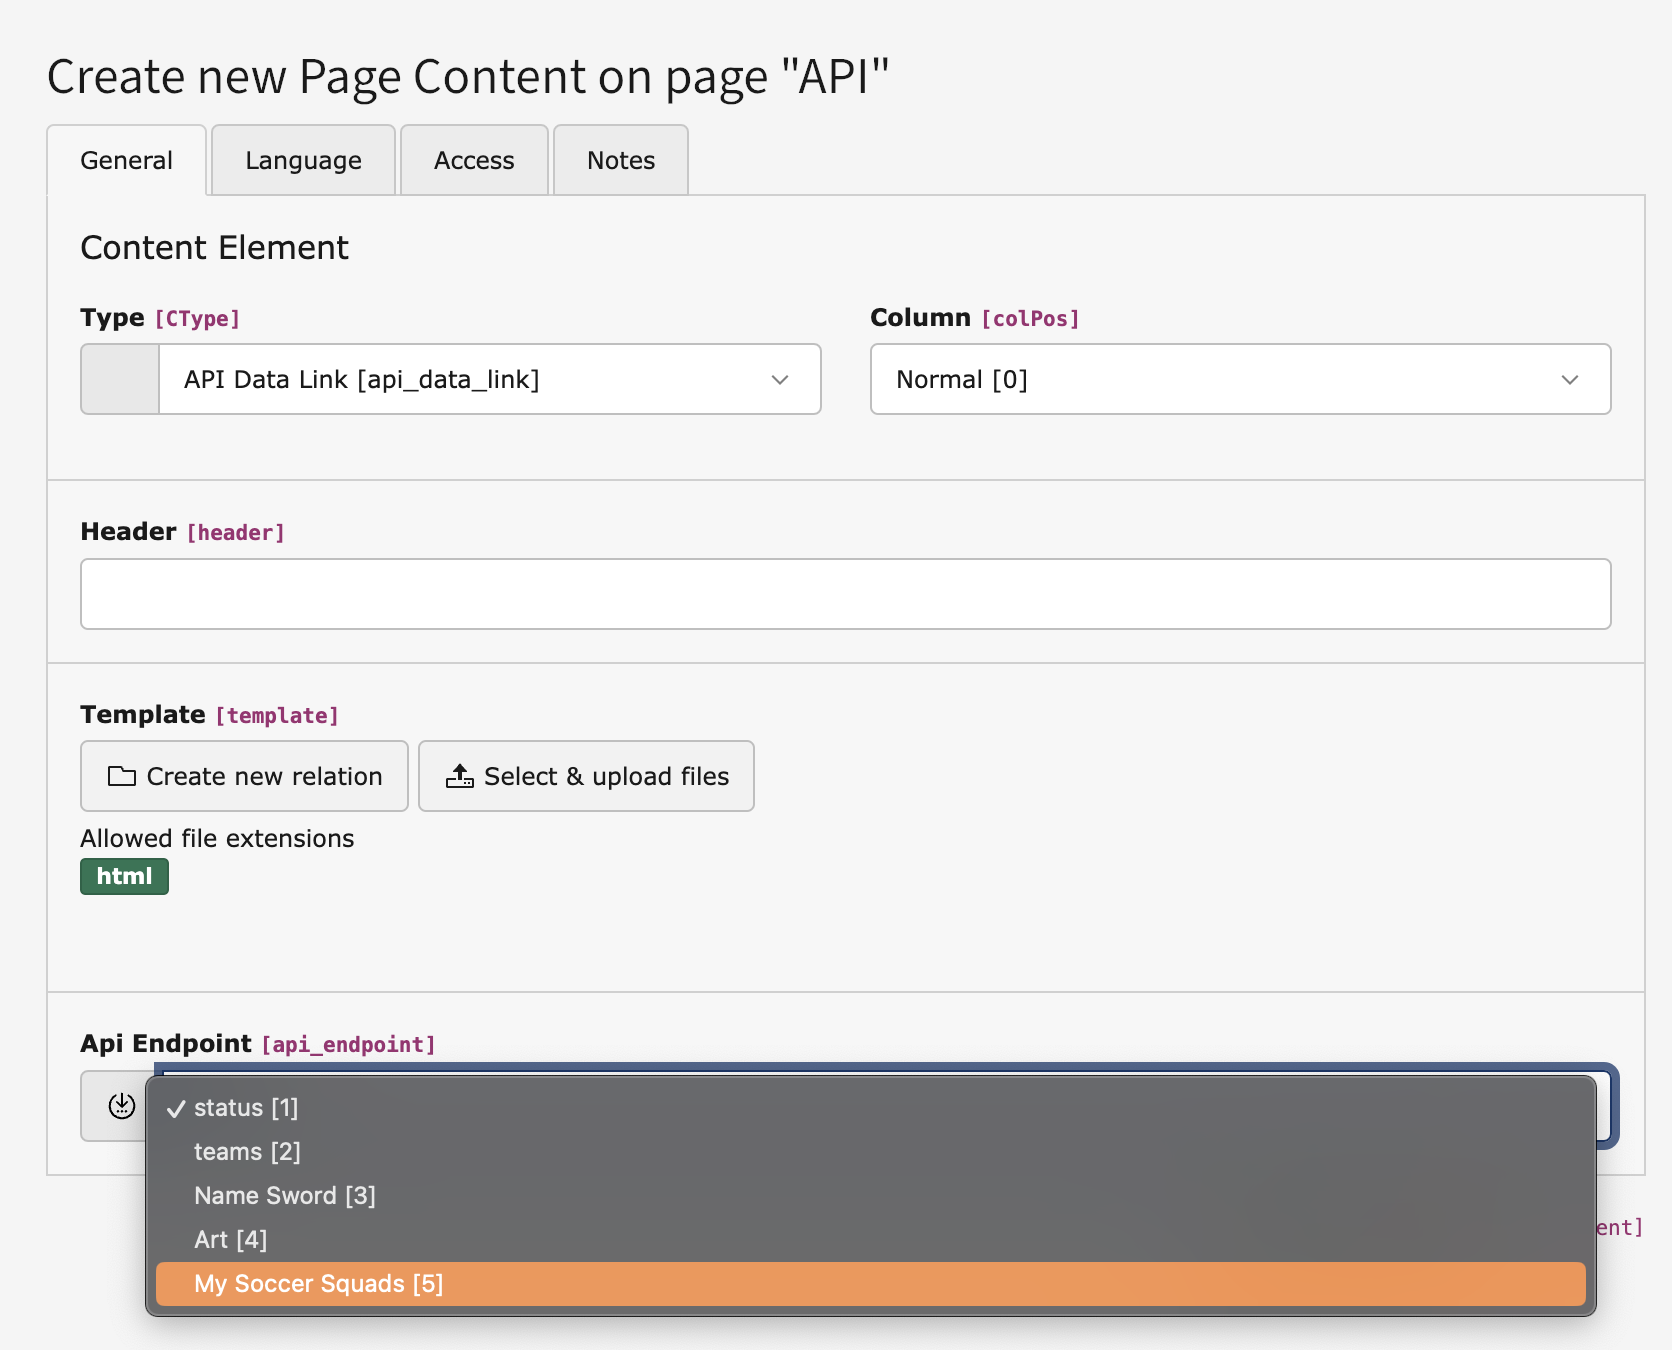 Create new Page Content on page "API"
General Language Access Notes
Content Element
Type [CType] Column [colPos]
API Data Link [api_data_link] Normal [0]
Header [header]
Template [template]
Create new relation Select & upload files
Allowed file extensions
html
Api Endpoint [api_endpoint]
✓ status [1]
teams [2]
Name Sword [3]
Art [4]
ent]
My Soccer Squads [5]